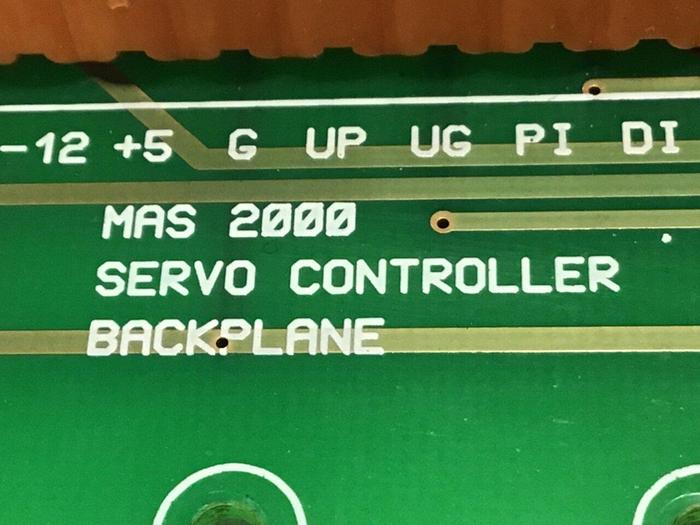 -12 +5 G UP UG PI DI
MAS 2000
SERVO CONTROLLER
BACKPLANE